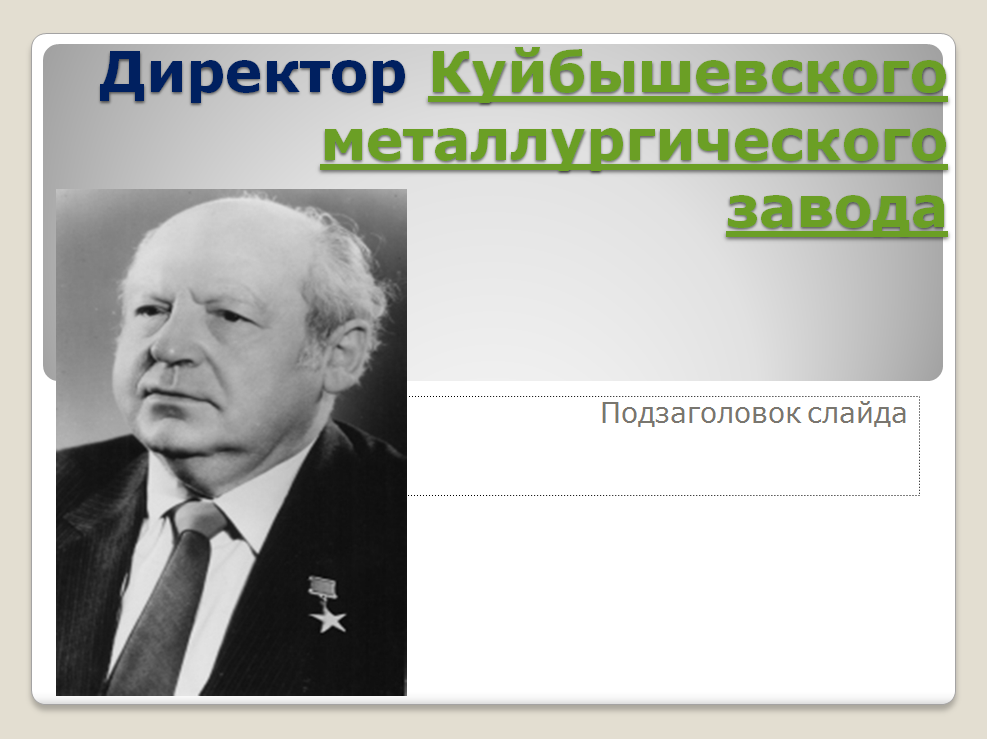 Директор Куйбышевского
металлургического
завода
Подзаголовок слайда